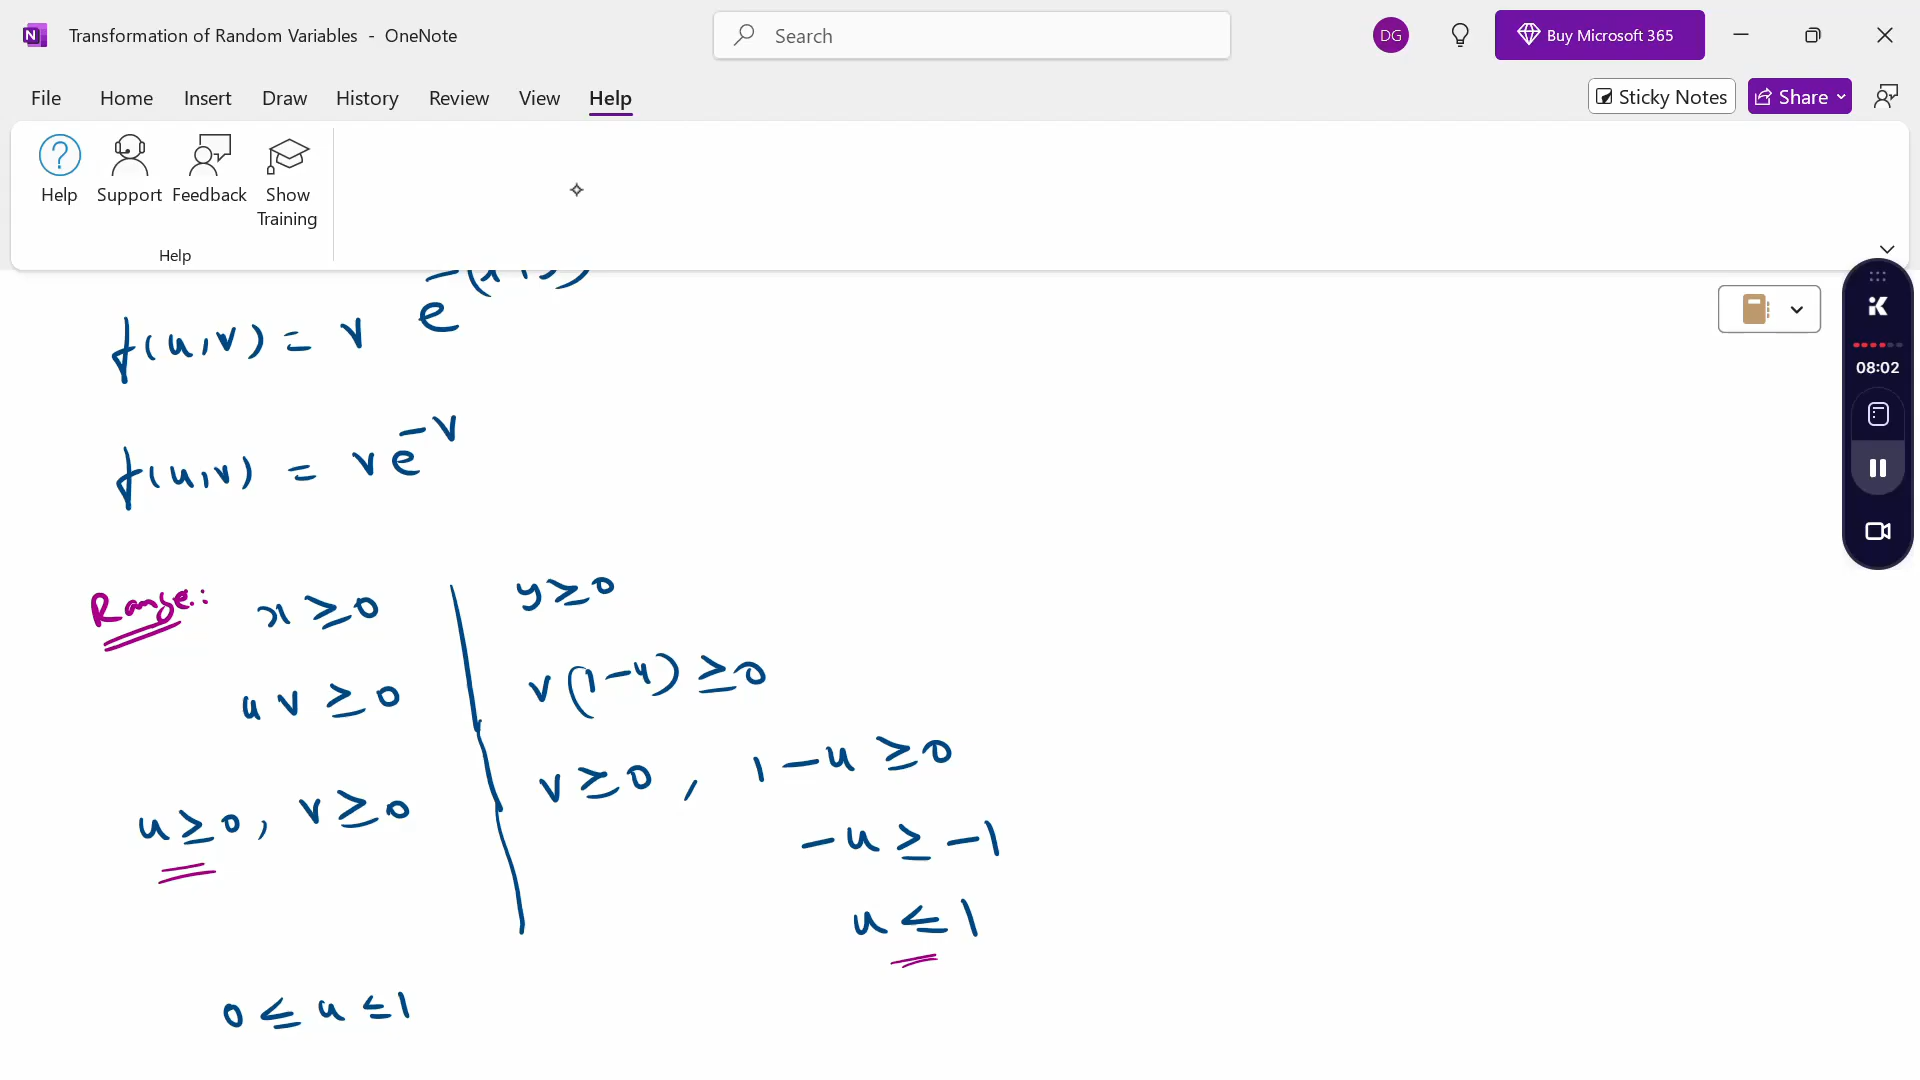 Transformation of Random Variables - OneNote
Search
DG
Buy Microsoft 365
File Home Insert Draw History Review View Help
Sticky Notes
Share
Help Support Feedback Show Training
Help
08:02
f(u,v) = v e
f(u,v) = v e^{-v}
Range: x ≥ 0
y ≥ 0
uv ≥ 0
v(1-u) ≥ 0
u ≥ 0, v ≥ 0
v ≥ 0, 1-u ≥ 0
-u ≥ -1
u ≤ 1
0 ≤ u ≤ 1